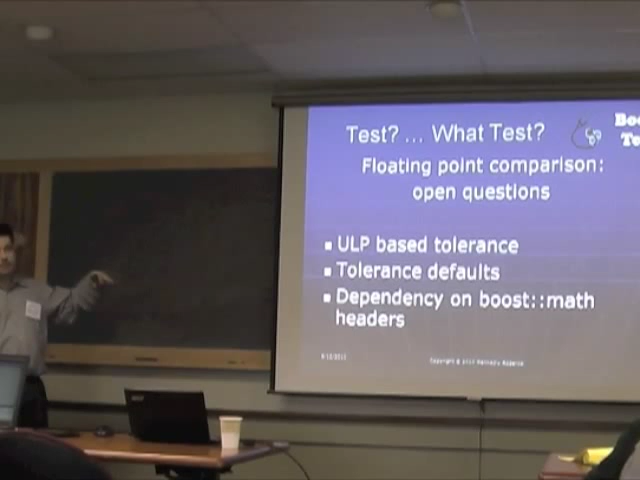 Test? ... What Test?
Floating point comparison:
open questions
▪ ULP based tolerance
▪ Tolerance defaults
▪ Dependency on boost::math
headers